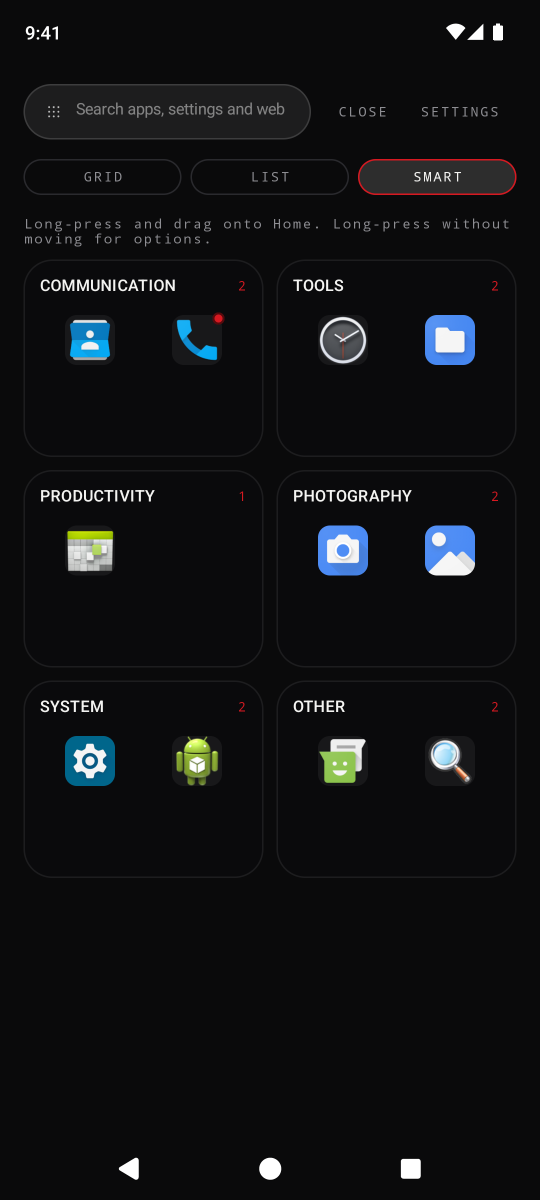 9:41
Search apps, settings and web
CLOSE
SETTINGS
GRID
LIST
SMART
Long-press and drag onto Home. Long-press without
moving for options.
COMMUNICATION
2
TOOLS
2
PRODUCTIVITY
1
PHOTOGRAPHY
2
SYSTEM
2
OTHER
2